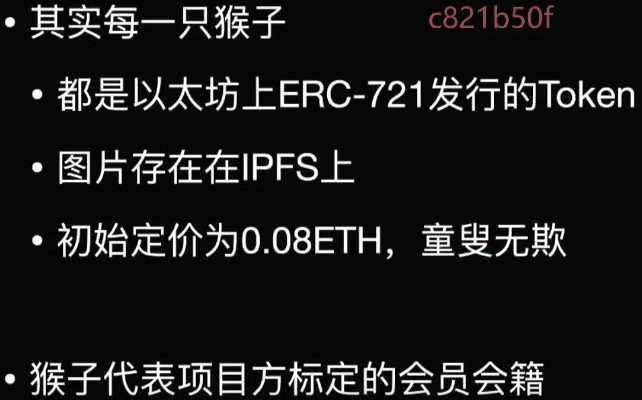 • 其实每一只猴子
c821b50f
• 都是以太坊上ERC-721发行的Token
• 图片存在在IPFS上
• 初始定价为0.08ETH，童叟无欺
• 猴子代表项目方标定的会员会籍